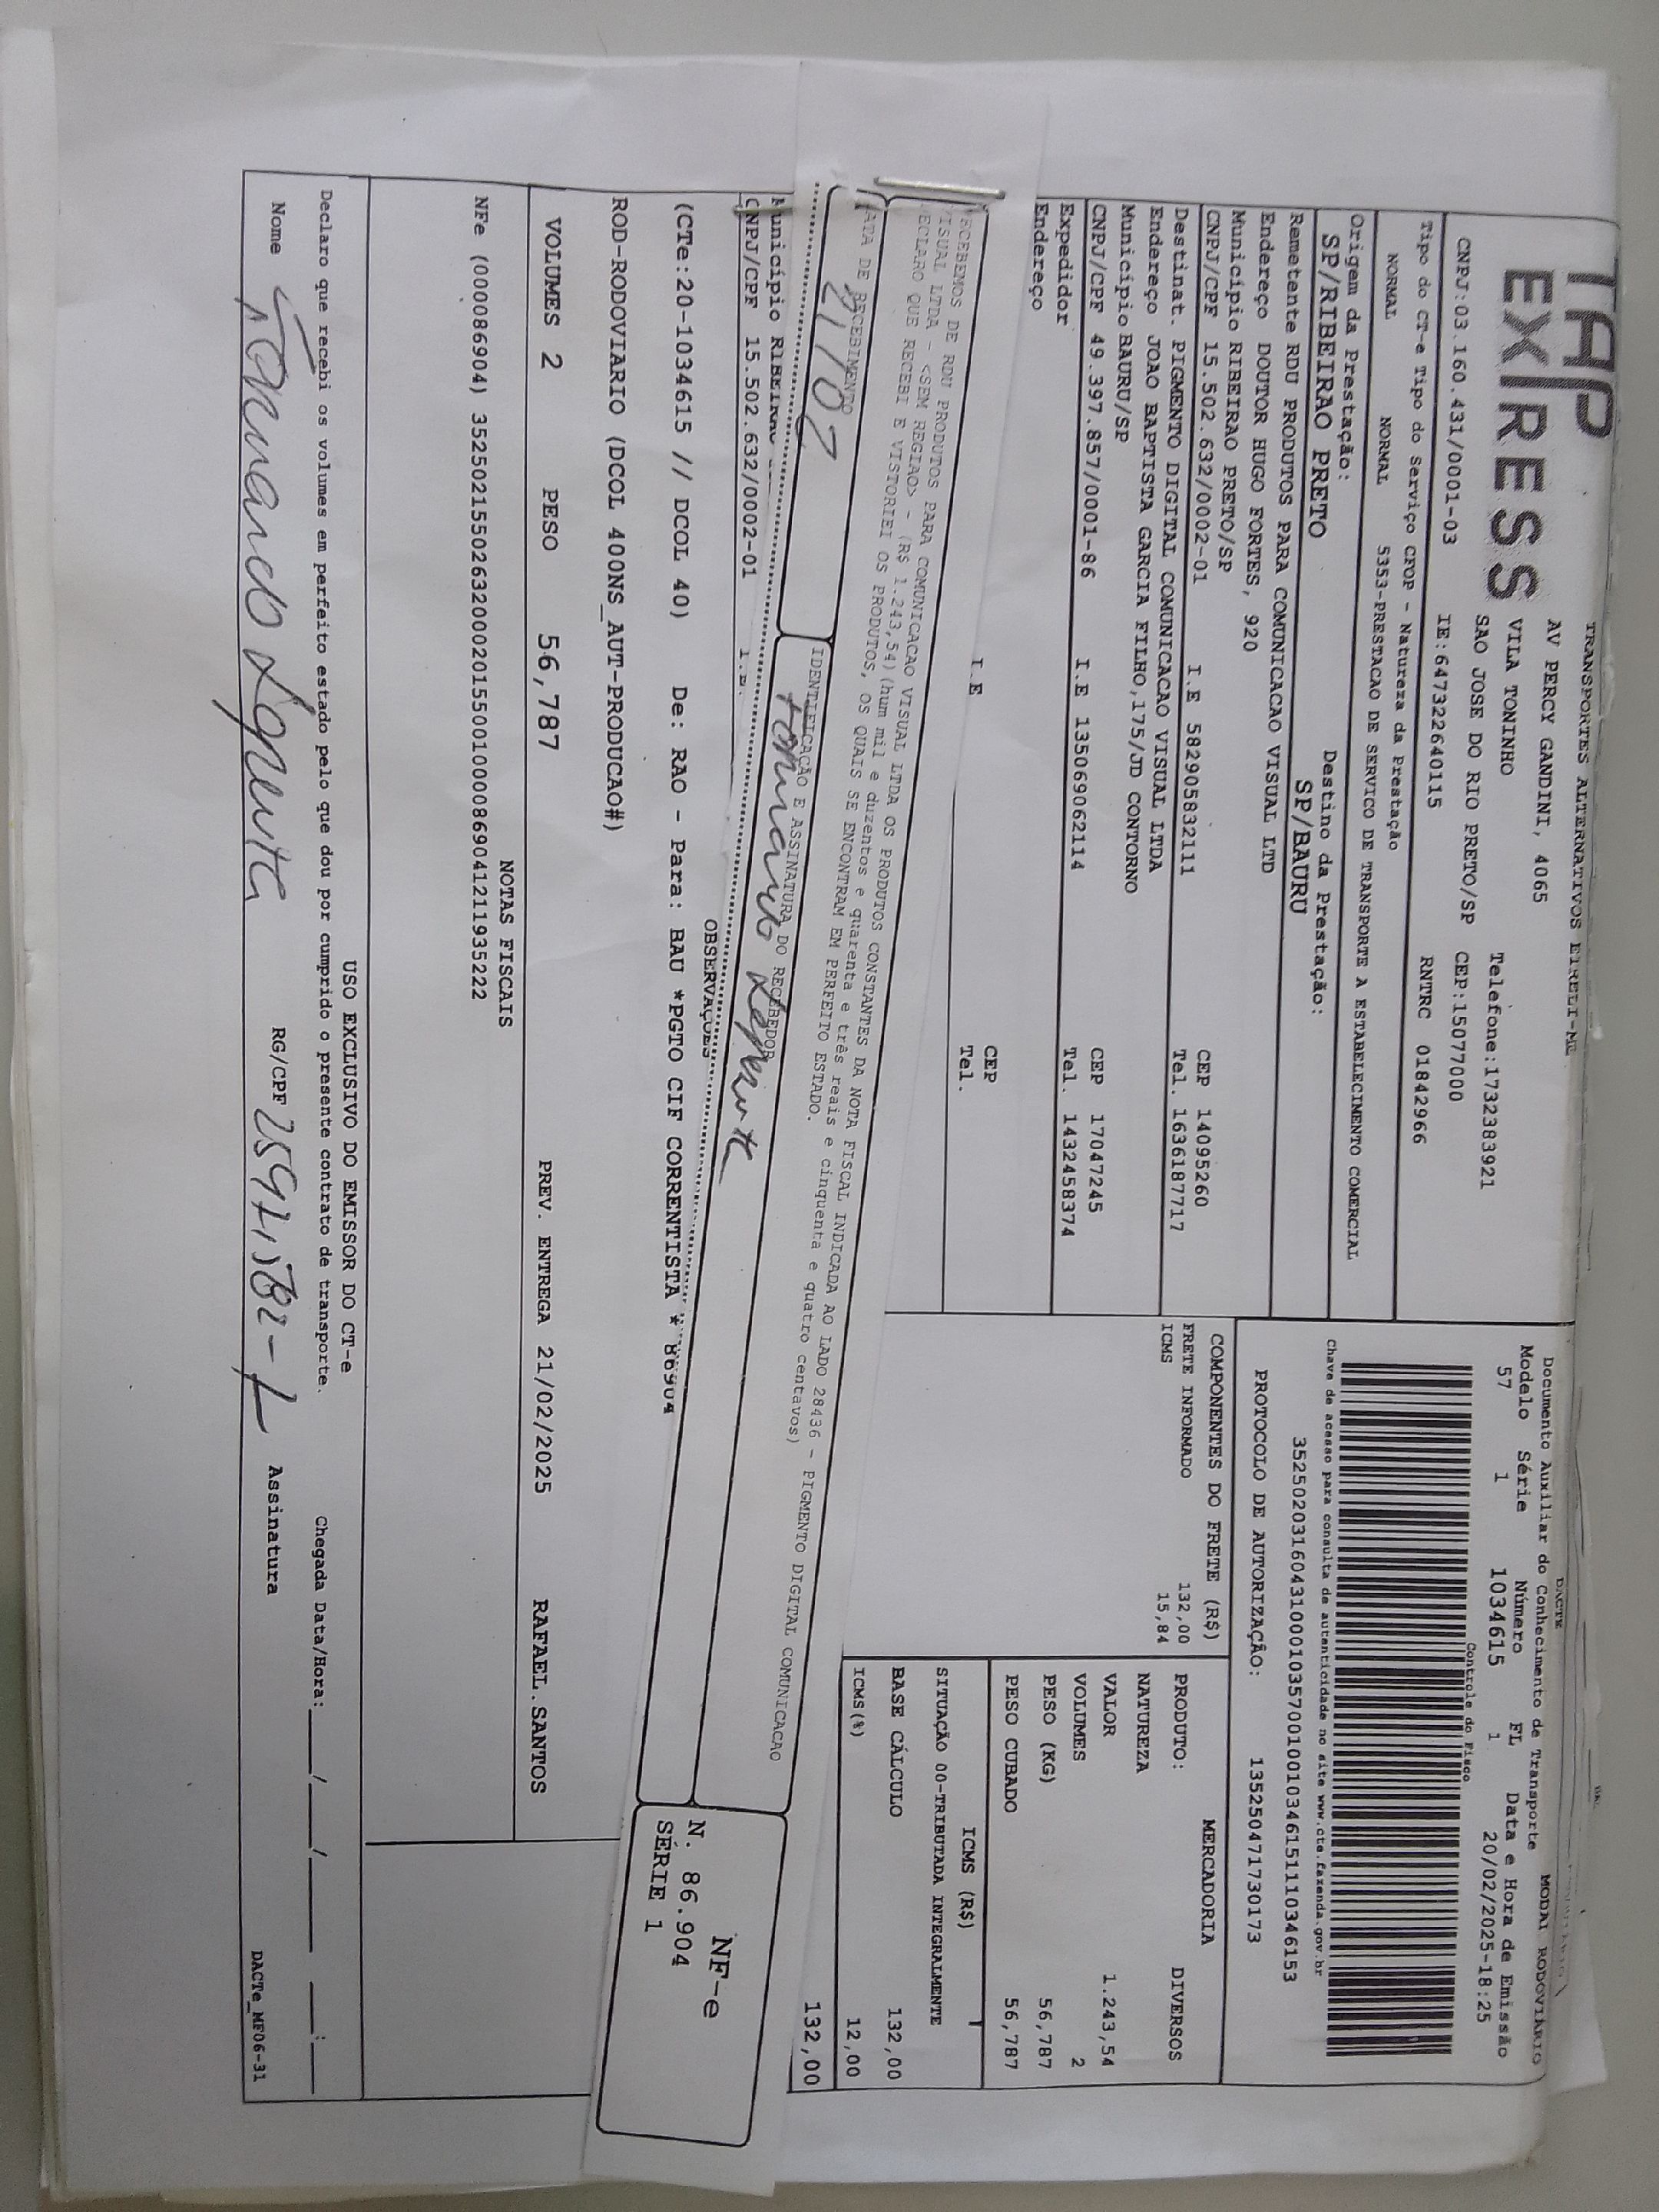 TAP
EXPRESS
TRANSPORTES ALTERNATIVOS EIRELI-ME
AV PERCY GANDINI, 4065
VILA TONINHO Telefone:1732383921
SAO JOSE DO RIO PRETO/SP CEP:15077000
CNPJ:03.160.431/0001-03 IE:647322640115 RNTRC 01842966
Tipo do CT-e Tipo do Serviço CFOP - Natureza da Prestação
NORMAL NORMAL 5353-PRESTACAO DE SERVICO DE TRANSPORTE A ESTABELECIMENTO COMERCIAL
Origem da Prestação: Destino da Prestação:
SP/RIBEIRAO PRETO SP/BAURU
Remetente RDU PRODUTOS PARA COMUNICACAO VISUAL LTD
Endereço DOUTOR HUGO FORTES, 920
Município RIBEIRAO PRETO/SP CEP 14095260
CNPJ/CPF 15.502.632/0002-01 I.E 582905832111 Tel. 1636187717
Destinat. PIGMENTO DIGITAL COMUNICACAO VISUAL LTDA
Endereço JOAO BAPTISTA GARCIA FILHO,175/JD CONTORNO
Município BAURU/SP CEP 17047245
CNPJ/CPF 49.397.857/0001-86 I.E 135069062114 Tel. 1432458374
Expedidor
Endereço
CEP
I.E Tel.
DACTE MODAL RODOVIÁRIO
Documento Auxiliar do Conhecimento de Transporte
Modelo Série Número FL Data e Hora de Emissão
57 1 1034615 1 20/02/2025-18:25
Controle do Fisco
Chave de acesso para consulta de autenticidade no site www.cte.fazenda.gov.br
35250203160431000103570010010346151110346153
PROTOCOLO DE AUTORIZAÇÃO: 135250471730173
COMPONENTES DO FRETE (R$)
FRETE INFORMADO 132,00
ICMS 15,84
MERCADORIA
PRODUTO: DIVERSOS
NATUREZA
VALOR 1.243,54
VOLUMES 2
PESO (KG) 56,787
PESO CUBADO 56,787
ICMS (R$)
SITUAÇÃO 00-TRIBUTADA INTEGRALMENTE
BASE CÁLCULO 132,00
ICMS(%) 12,00
132,00
ECEBEMOS DE RDU PRODUTOS PARA COMUNICACAO VISUAL LTDA OS PRODUTOS CONSTANTES DA NOTA FISCAL INDICADA AO LADO 28436 - PIGMENTO DIGITAL COMUNICACAO
VISUAL LTDA - <SEM REGIAO> - (R$ 1.243,54) (hum mil e duzentos e quarenta e três reais e cinquenta e quatro centavos)
DECLARO QUE RECEBI E VISTORIEI OS PRODUTOS, OS QUAIS SE ENCONTRAM EM PERFEITO ESTADO.
DATA DE RECEBIMENTO IDENTIFICAÇÃO E ASSINATURA DO RECEBEDOR
21/02
NF-e
N. 86.904
SÉRIE 1
Município RIBEIRAO
CNPJ/CPF 15.502.632/0002-01 I.E.
OBSERVAÇÕES
(CTe:20-1034615 // DCOL 40) De: RAO - Para: BAU *PGTO CIF CORRENTISTA * 86904
ROD-RODOVIARIO (DCOL 400NS_AUT-PRODUCAO#)
VOLUMES 2 PESO 56,787 PREV. ENTREGA 21/02/2025 RAFAEL.SANTOS
NOTAS FISCAIS
NFe (000086904) 35250215502632000201550010000869041211935222
USO EXCLUSIVO DO EMISSOR DO CT-e
Declaro que recebi os volumes em perfeito estado pelo que dou por cumprido o presente contrato de transporte. Chegada Data/Hora: ___/___/_____ ___:___
Nome RG/CPF Assinatura
DACTe_MF06-31